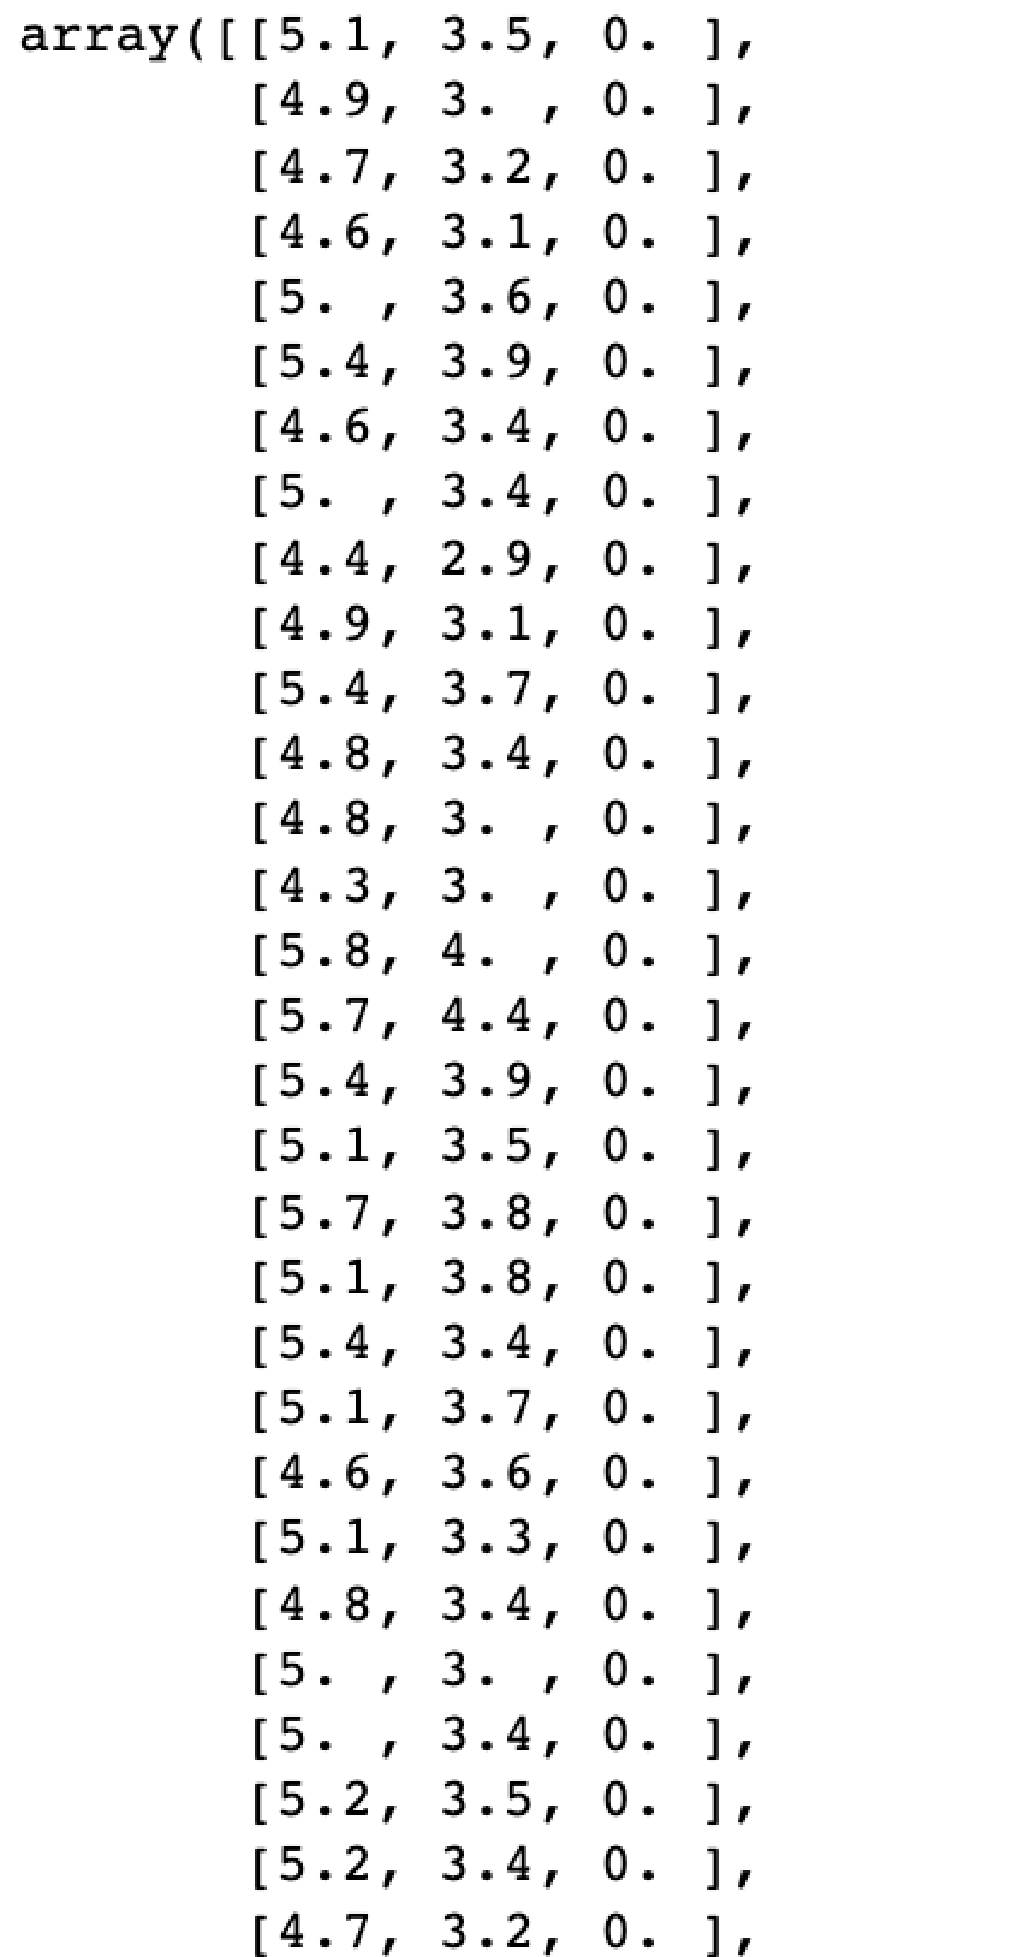 array([[5.1, 3.5, 0. ],
       [4.9, 3. , 0. ],
       [4.7, 3.2, 0. ],
       [4.6, 3.1, 0. ],
       [5. , 3.6, 0. ],
       [5.4, 3.9, 0. ],
       [4.6, 3.4, 0. ],
       [5. , 3.4, 0. ],
       [4.4, 2.9, 0. ],
       [4.9, 3.1, 0. ],
       [5.4, 3.7, 0. ],
       [4.8, 3.4, 0. ],
       [4.8, 3. , 0. ],
       [4.3, 3. , 0. ],
       [5.8, 4. , 0. ],
       [5.7, 4.4, 0. ],
       [5.4, 3.9, 0. ],
       [5.1, 3.5, 0. ],
       [5.7, 3.8, 0. ],
       [5.1, 3.8, 0. ],
       [5.4, 3.4, 0. ],
       [5.1, 3.7, 0. ],
       [4.6, 3.6, 0. ],
       [5.1, 3.3, 0. ],
       [4.8, 3.4, 0. ],
       [5. , 3. , 0. ],
       [5. , 3.4, 0. ],
       [5.2, 3.5, 0. ],
       [5.2, 3.4, 0. ],
       [4.7, 3.2, 0. ],